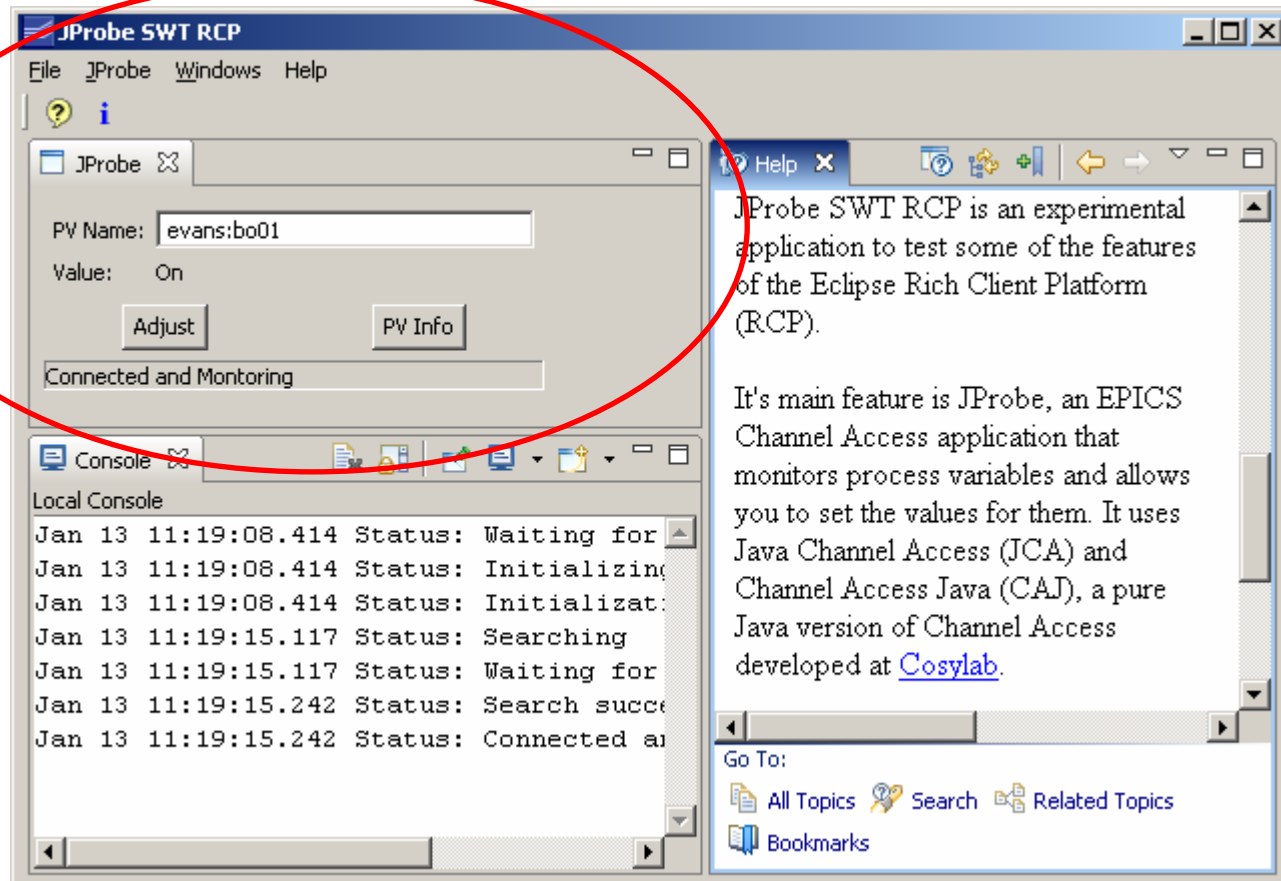 JProbe SWT RCP
File JProbe Windows Help
JProbe
PV Name: evans:bo01
Value: On
Adjust PV Info
Connected and Montoring
Console
Local Console
Jan 13 11:19:08.414 Status: Waiting for
Jan 13 11:19:08.414 Status: Initializing
Jan 13 11:19:08.414 Status:
Jan 13 11:19:15.117 Status: Searching
Jan 13 11:19:15.117 Status: Waiting for
Jan 13 11:19:15.242 Status: Search
Jan 13 11:19:15.242 Status: Connected
Help
JProbe SWT RCP is an experimental
application to test some of the features
of the Eclipse Rich Client Platform
(RCP).
It's main feature is JProbe, an EPICS
Channel Access application that
monitors process variables and allows
you to set the values for them. It uses
Java Channel Access (JCA) and
Channel Access Java (CAJ), a pure
Java version of Channel Access
developed at Cosylab.
Go To:
All Topics Search Related Topics
Bookmarks